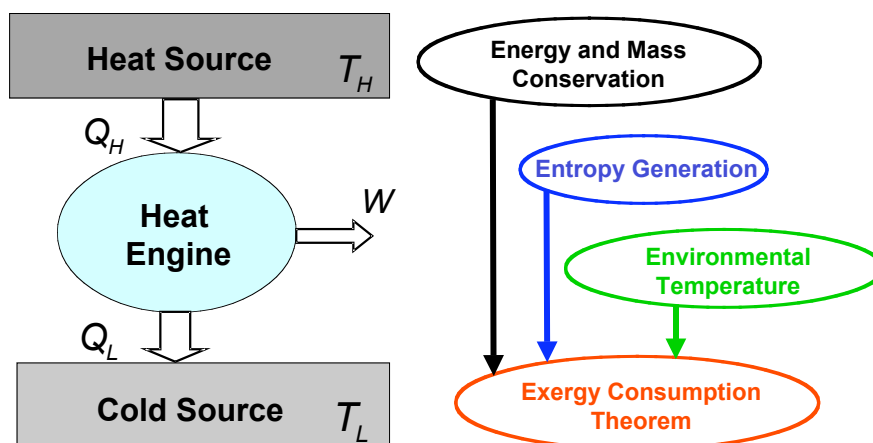 Heat Source
T_H
Q_H
Heat
Engine
W
Q_L
Cold Source
T_L
Energy and Mass
Conservation
Entropy Generation
Environmental
Temperature
Exergy Consumption
Theorem